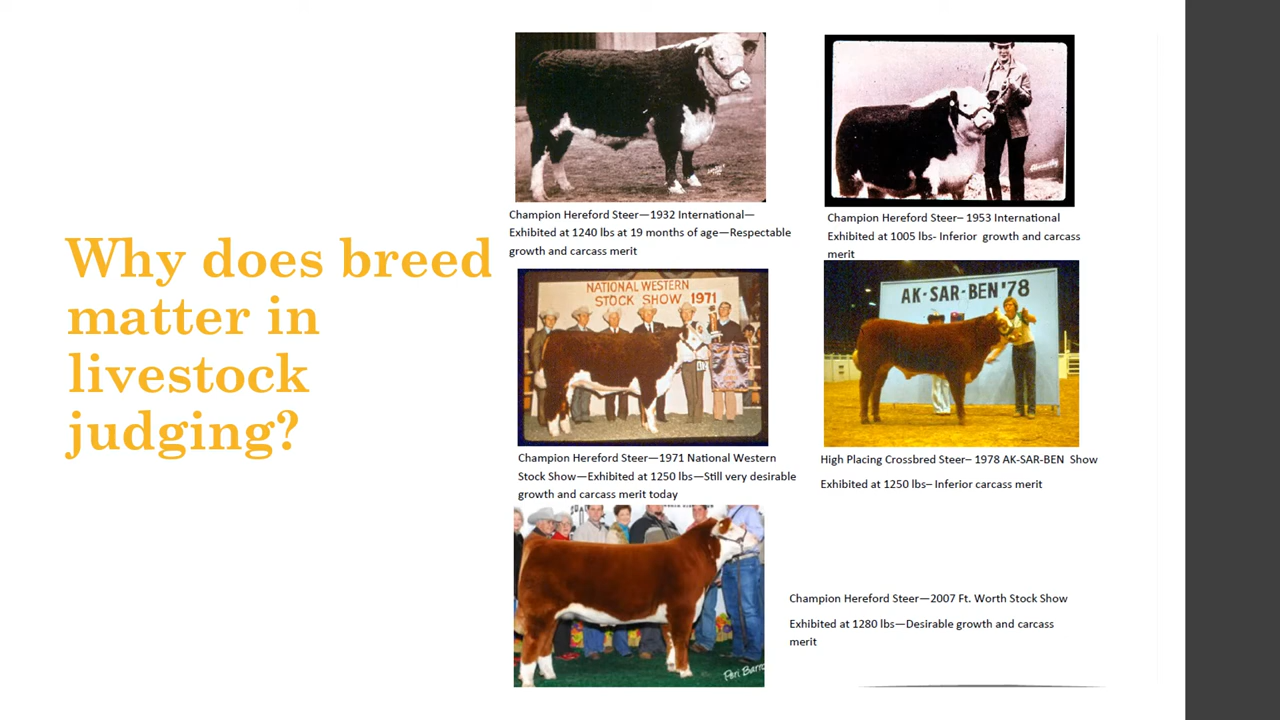 Why does breed
matter in
livestock
judging?
Champion Hereford Steer—1932 International—
Exhibited at 1240 lbs at 19 months of age—Respectable
growth and carcass merit
Champion Hereford Steer– 1953 International
Exhibited at 1005 lbs- Inferior growth and carcass
merit
NATIONAL WESTERN
STOCK SHOW 1971
Champion Hereford Steer—1971 National Western
Stock Show—Exhibited at 1250 lbs—Still very desirable
growth and carcass merit today
AK-SAR-BEN '78
High Placing Crossbred Steer– 1978 AK-SAR-BEN Show
Exhibited at 1250 lbs– Inferior carcass merit
Champion Hereford Steer—2007 Ft. Worth Stock Show
Exhibited at 1280 lbs—Desirable growth and carcass
merit